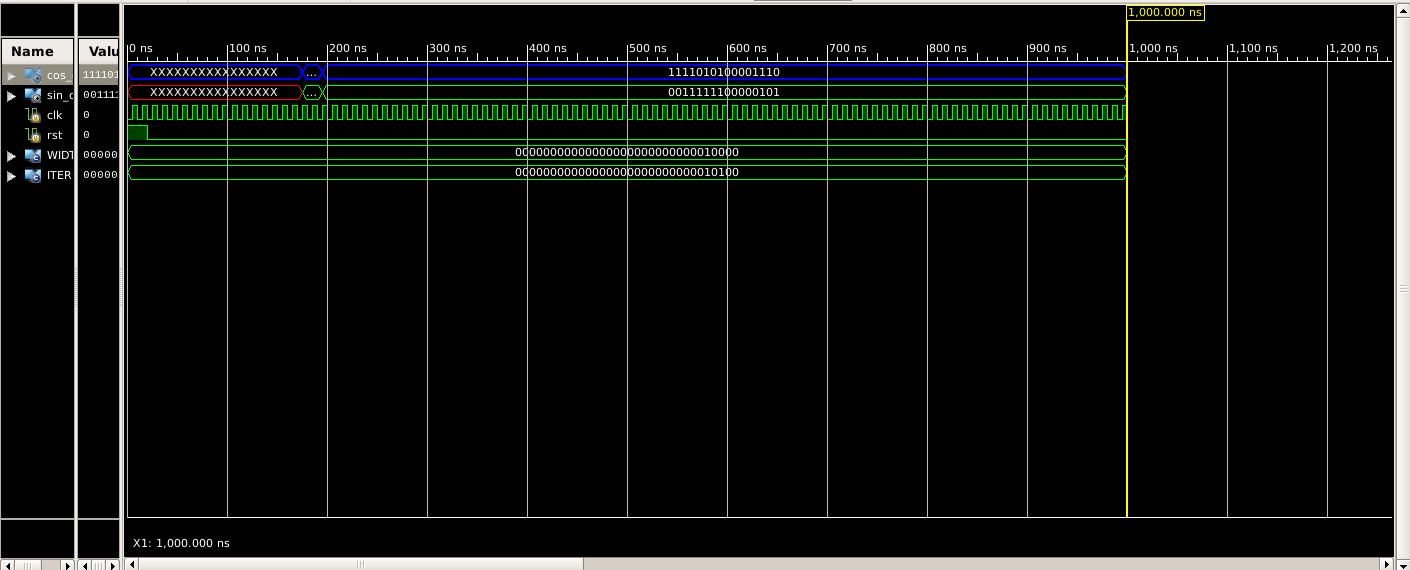 1,000.000 ns
Name Valu 0 ns 100 ns 200 ns 300 ns 400 ns 500 ns 600 ns 700 ns 800 ns 900 ns 1,000 ns 1,100 ns 1,200 ns
cos_ 111101 XXXXXXXXXXXXXXXX ... 1111010100001110
sin_c 001111 XXXXXXXXXXXXXXXX ... 0011111100000101
clk 0
rst 0
WIDT 00000 00000000000000000000000000010000
ITER 00000 00000000000000000000000000010100
X1: 1,000.000 ns